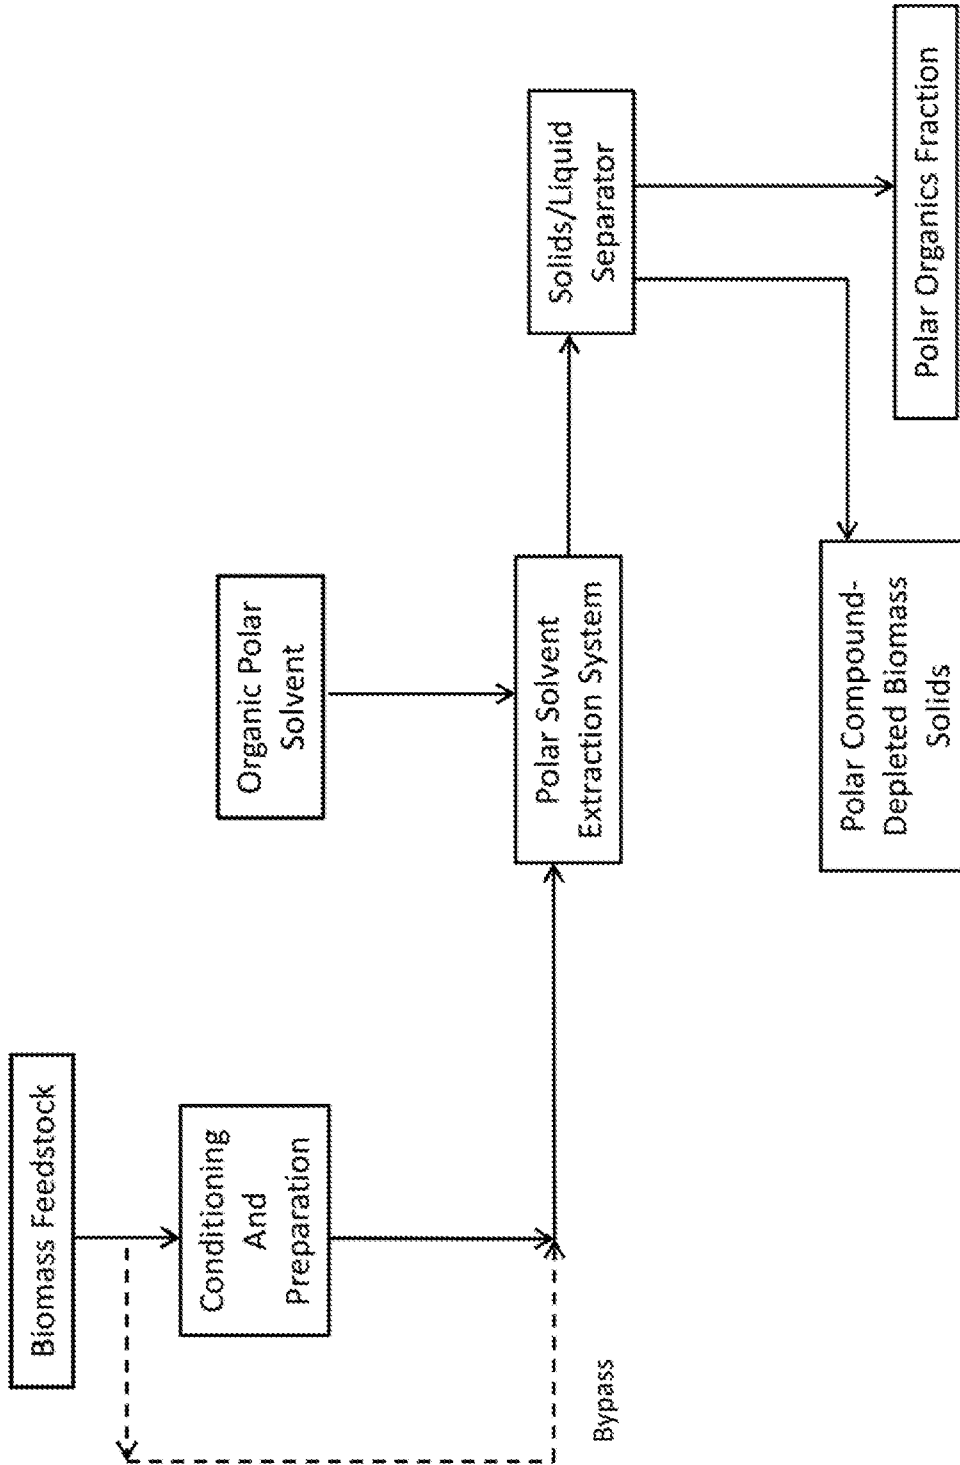 Biomass Feedstock
Conditioning
And
Preparation
Bypass
Organic Polar
Solvent
Polar Solvent
Extraction System
Solids/Liquid
Separator
Polar Compound-
Depleted Biomass
Solids
Polar Organics Fraction